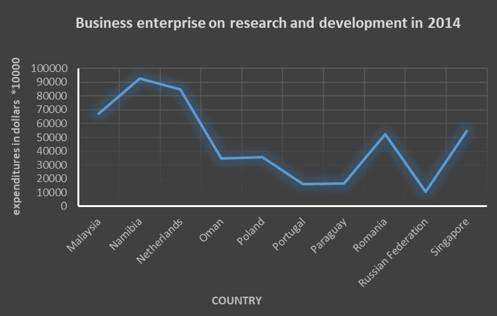 Business enterprise on research and development in 2014
expenditures in dollars *10000
100000
90000
80000
70000
60000
50000
40000
30000
20000
10000
0
Malaysia
Namibia
Netherlands
Oman
Poland
Portugal
Paraguay
Romania
Russian Federation
Singapore
COUNTRY